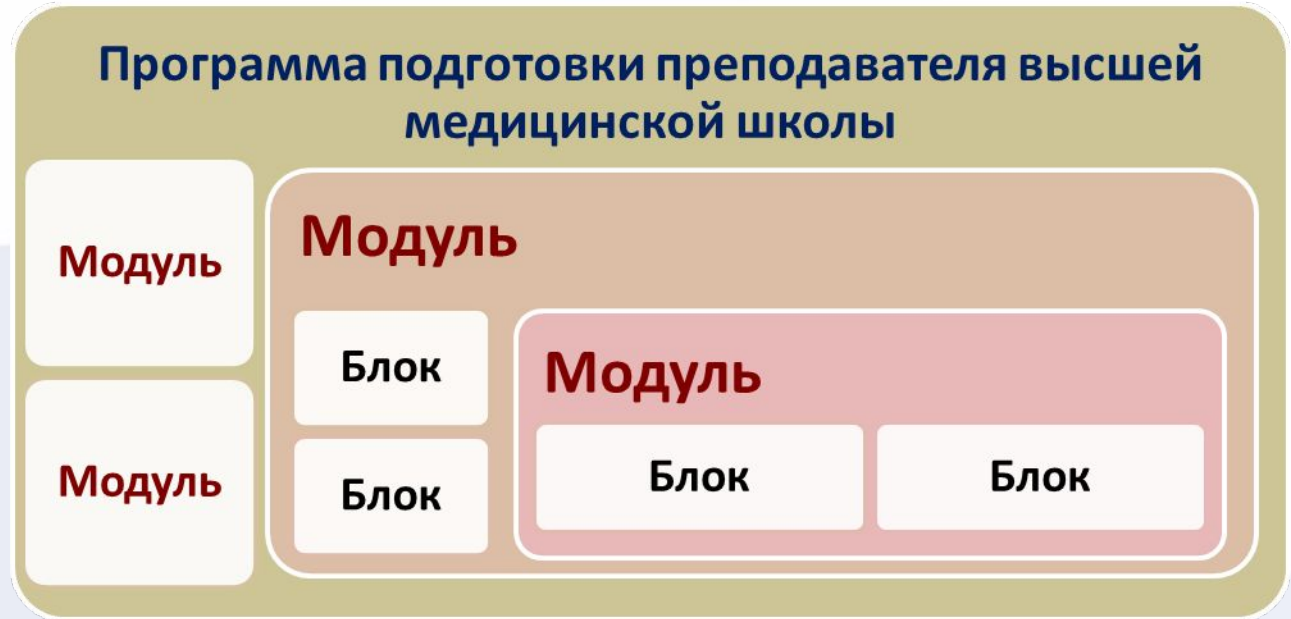 Программа подготовки преподавателя высшей
медицинской школы
Модуль
Модуль
Модуль
Блок
Блок
Модуль
Блок
Блок